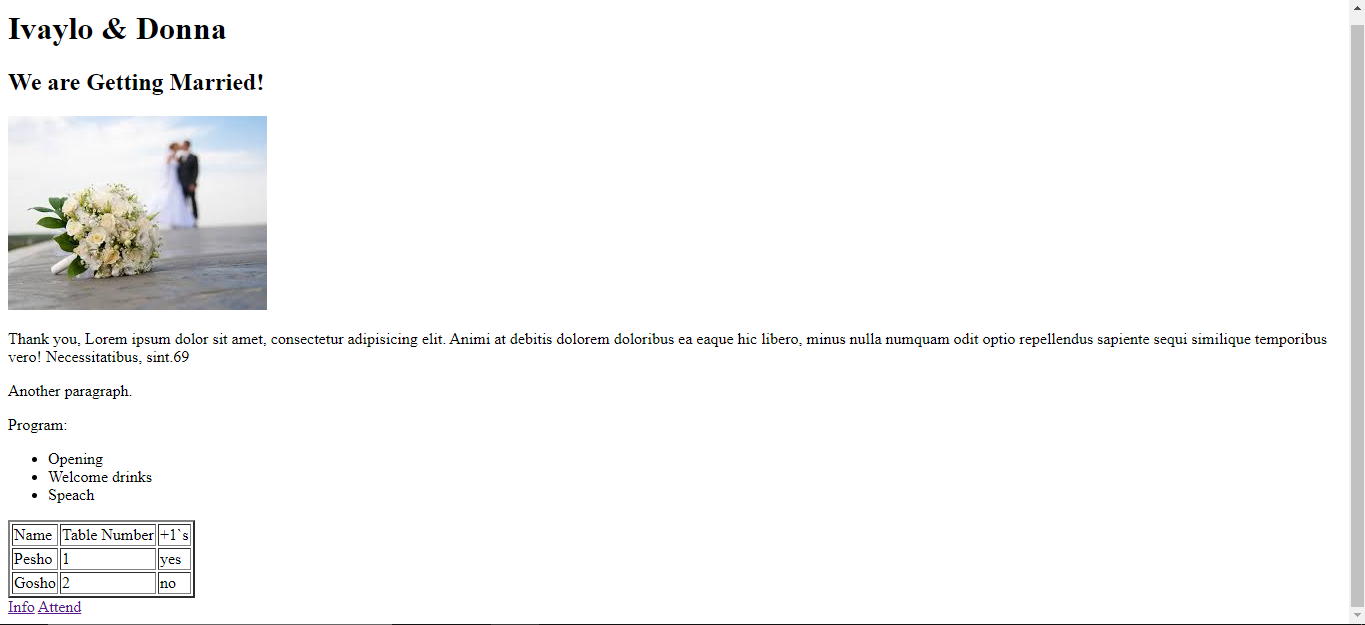 Ivaylo & Donna
We are Getting Married!
Thank you, Lorem ipsum dolor sit amet, consectetur adipisicing elit. Animi at debitis dolorem doloribus ea eaque hic libero, minus nulla numquam odit optio repellendus sapiente sequi similique temporibus
vero! Necessitatibus, sint.69
Another paragraph.
Program:
Opening
Welcome drinks
Speach
Name Table Number +1`s
Pesho 1 yes
Gosho 2 no
Info Attend